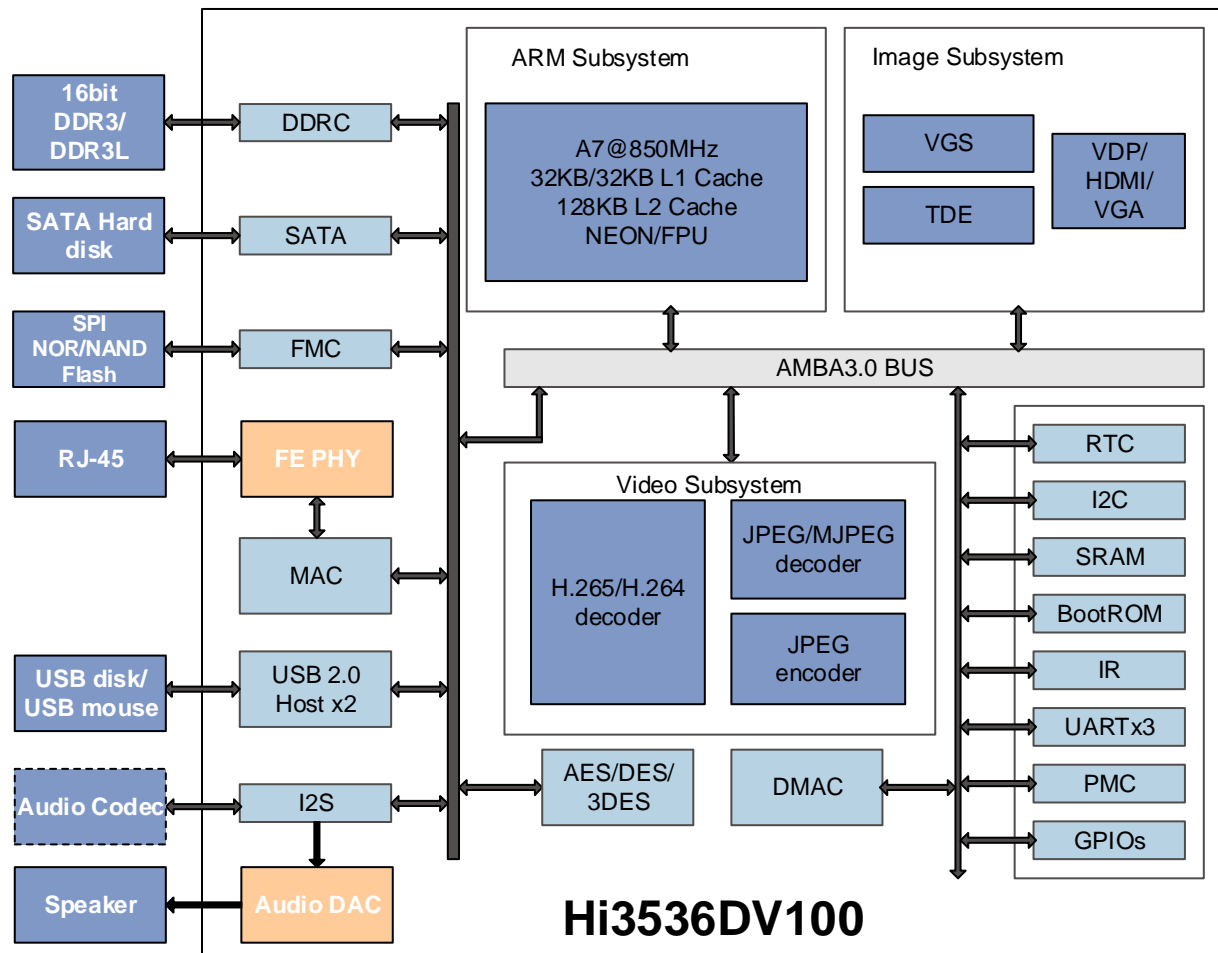 16bit
DDR3/
DDR3L
DDRC
SATA Hard
disk
SATA
SPI
NOR/NAND
Flash
FMC
RJ-45
FE PHY
MAC
USB disk/
USB mouse
USB 2.0
Host x2
Audio Codec
I2S
Speaker
Audio DAC
ARM Subsystem
A7@850MHz
32KB/32KB L1 Cache
128KB L2 Cache
NEON/FPU
Image Subsystem
VGS
TDE
VDP/
HDMI/
VGA
AMBA3.0 BUS
Video Subsystem
H.265/H.264
decoder
JPEG/MJPEG
decoder
JPEG
encoder
AES/DES/
3DES
DMAC
RTC
I2C
SRAM
BootROM
IR
UARTx3
PMC
GPIOs
Hi3536DV100